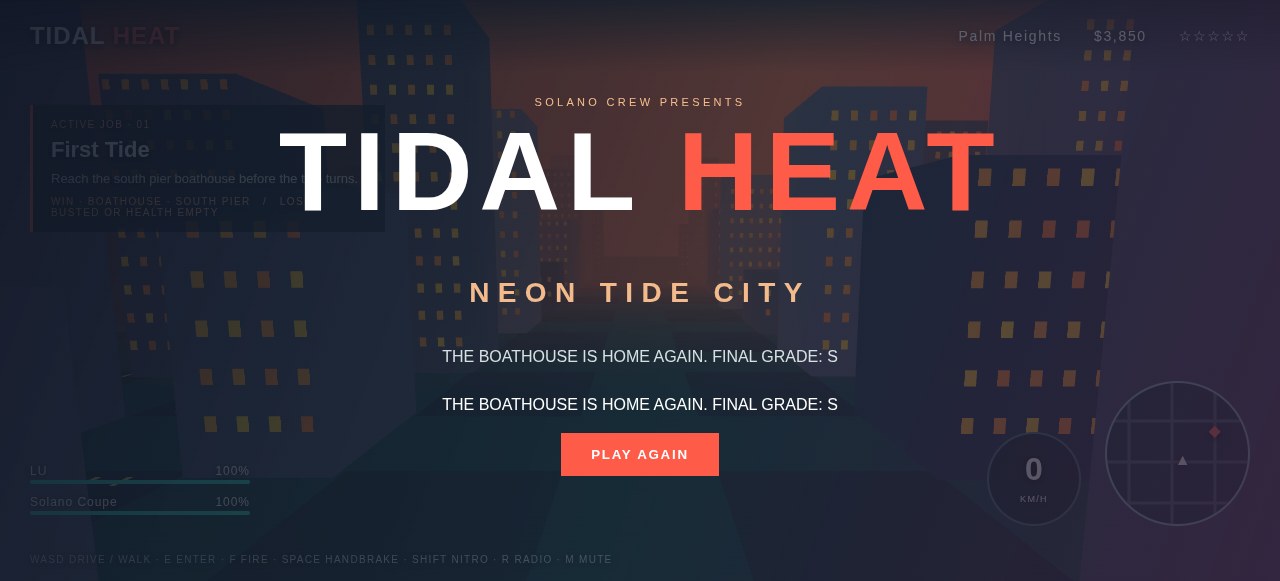 TIDAL HEAT
Palm Heights $3,850 ☆☆☆☆☆
SOLANO CREW PRESENTS
TIDAL HEAT
ACTIVE JOB · 01
First Tide
Reach the south pier boathouse before the turns.
WIN · BOATHOUSE · SOUTH PIER / LOS
BUSTED OR HEALTH EMPTY
NEON TIDE CITY
THE BOATHOUSE IS HOME AGAIN. FINAL GRADE: S
THE BOATHOUSE IS HOME AGAIN. FINAL GRADE: S
PLAY AGAIN
LU 100%
Solano Coupe 100%
0
KM/H
WASD DRIVE / WALK · E ENTER · F FIRE · SPACE HANDBRAKE · SHIFT NITRO · R RADIO · M MUTE